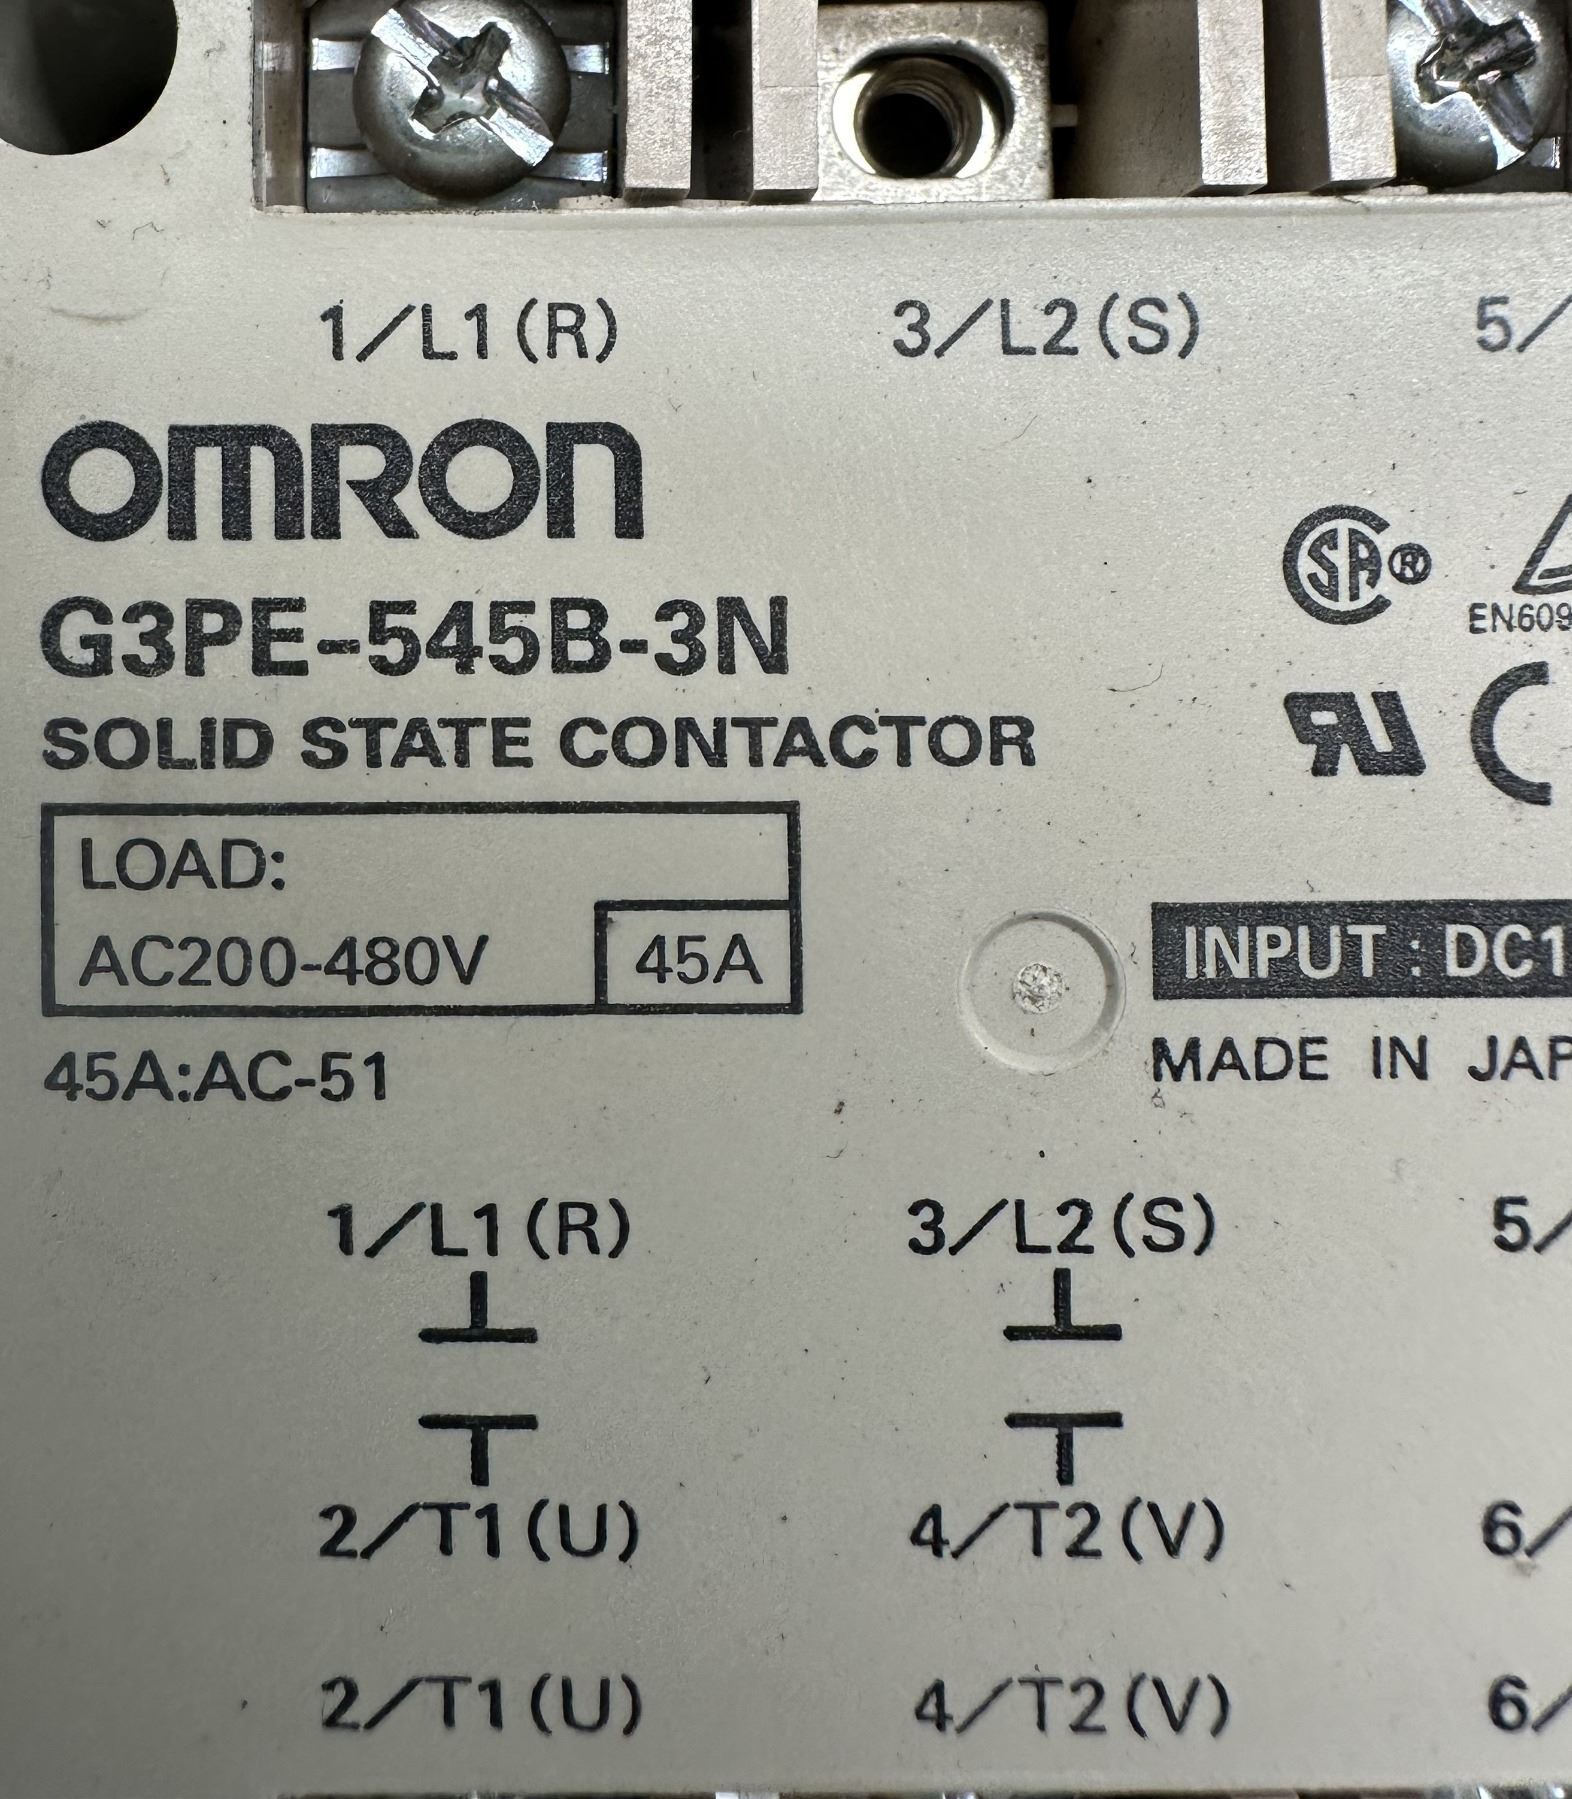 1/L1(R) 3/L2(S) 5/
OMRON
G3PE-545B-3N
SOLID STATE CONTACTOR
SA®
EN609
LOAD:
AC200-480V 45A
45A:AC-51
INPUT : DC1
MADE IN JAP
1/L1(R) 3/L2(S) 5/
2/T1(U) 4/T2(V) 6/
2/T1(U) 4/T2(V) 6/